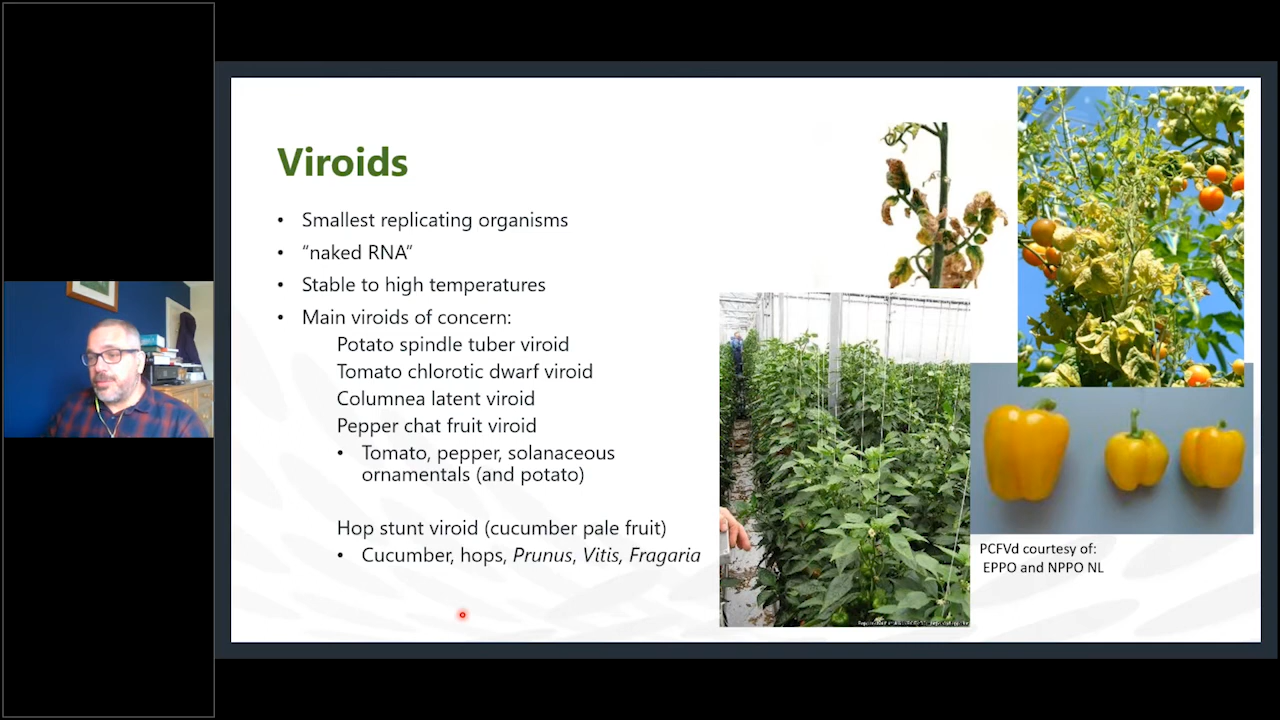 Viroids
• Smallest replicating organisms
• “naked RNA”
• Stable to high temperatures
• Main viroids of concern:
Potato spindle tuber viroid
Tomato chlorotic dwarf viroid
Columnea latent viroid
Pepper chat fruit viroid
• Tomato, pepper, solanaceous
ornamentals (and potato)
Hop stunt viroid (cucumber pale fruit)
• Cucumber, hops, Prunus, Vitis, Fragaria
PCFVd courtesy of:
EPPO and NPPO NL